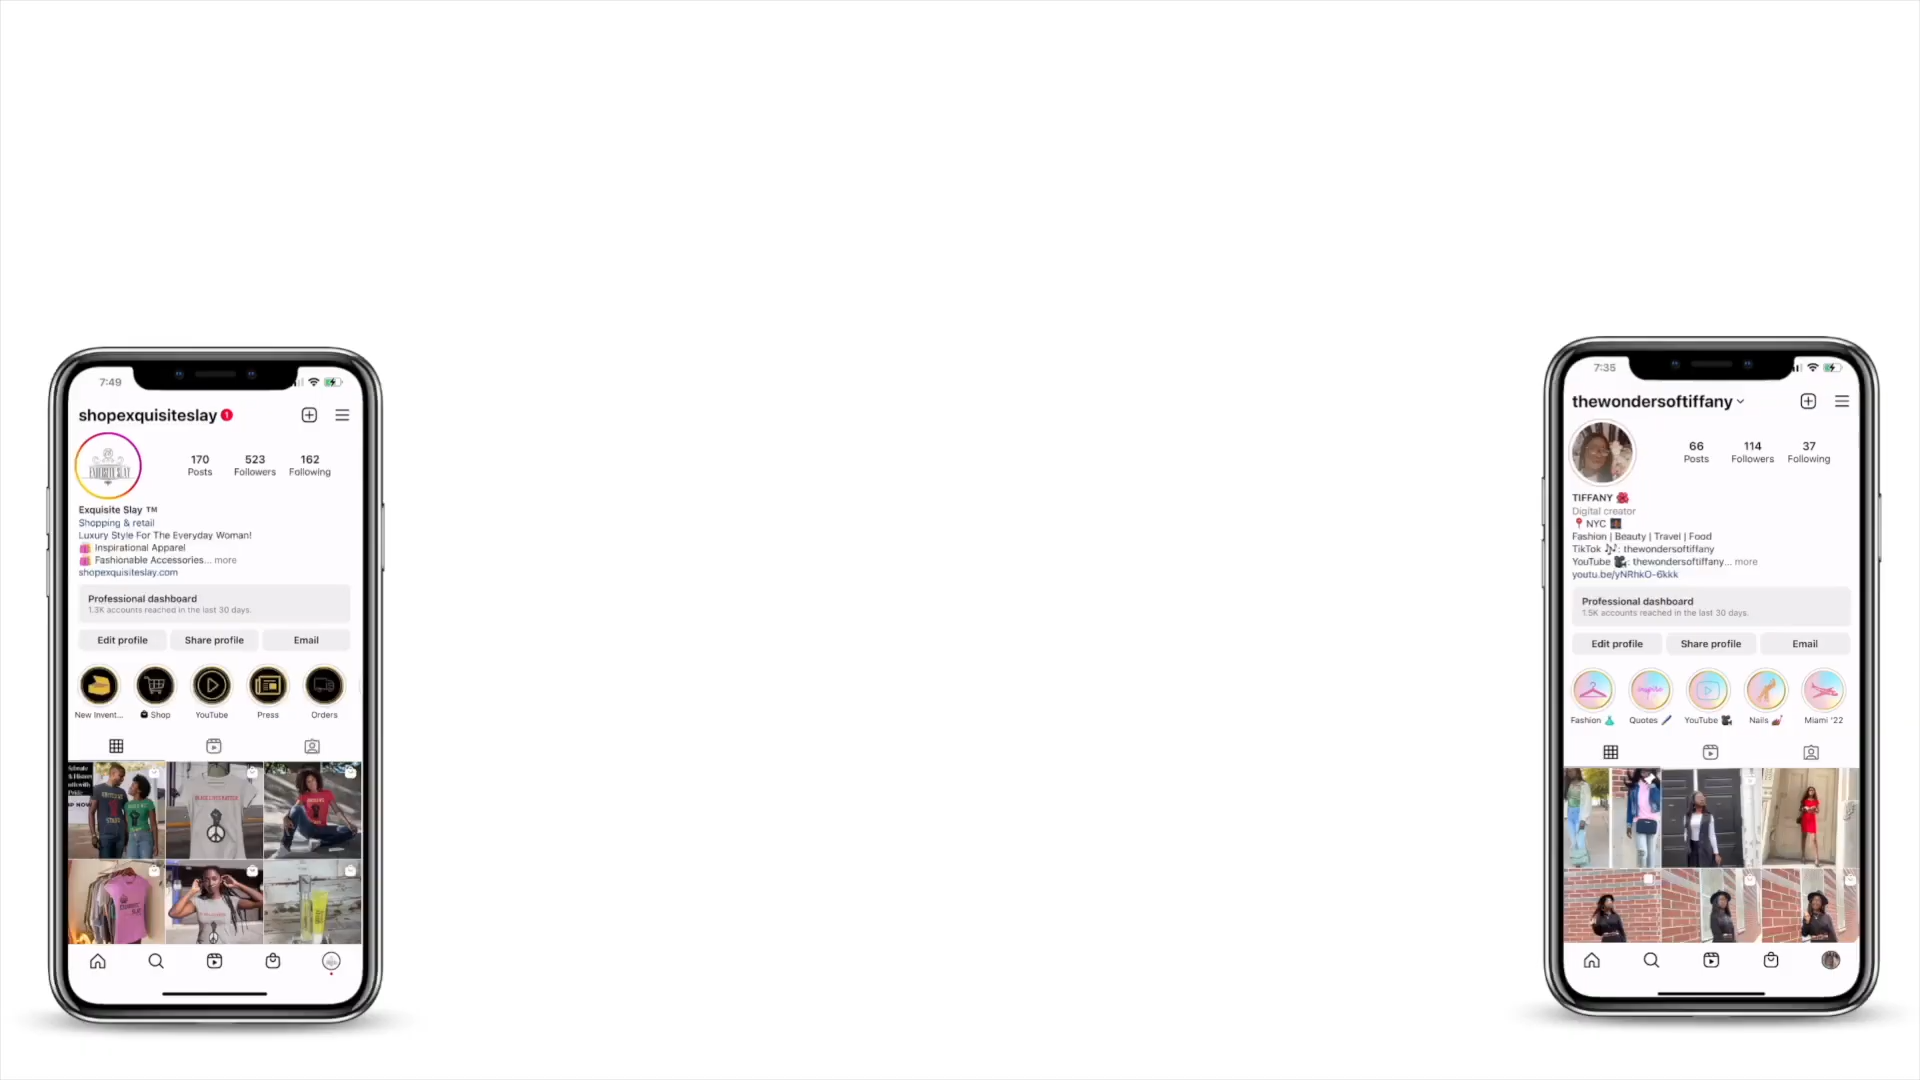 7:49
shopexquisiteslay 1
170 523 162
Posts Followers Following
EXQUISITE SLAY
Exquisite Slay ™
Shopping & retail
Luxury Style For The Everyday Woman!
Inspirational Apparel
Fashionable Accessories... more
shopexquisiteslay.com
Professional dashboard
1.3K accounts reached in the last 30 days.
Edit profile Share profile Email
New Invent... Shop YouTube Press Orders
7:35
thewondersoftiffany
66 114 37
Posts Followers Following
TIFFANY
Digital creator
NYC
Fashion | Beauty | Travel | Food
TikTok : thewondersoftiffany
YouTube : thewondersoftiffany... more
youtu.be/yNRhkO-6kkk
Professional dashboard
1.5K accounts reached in the last 30 days.
Edit profile Share profile Email
inspire
Fashion Quotes YouTube Nails Miami '22